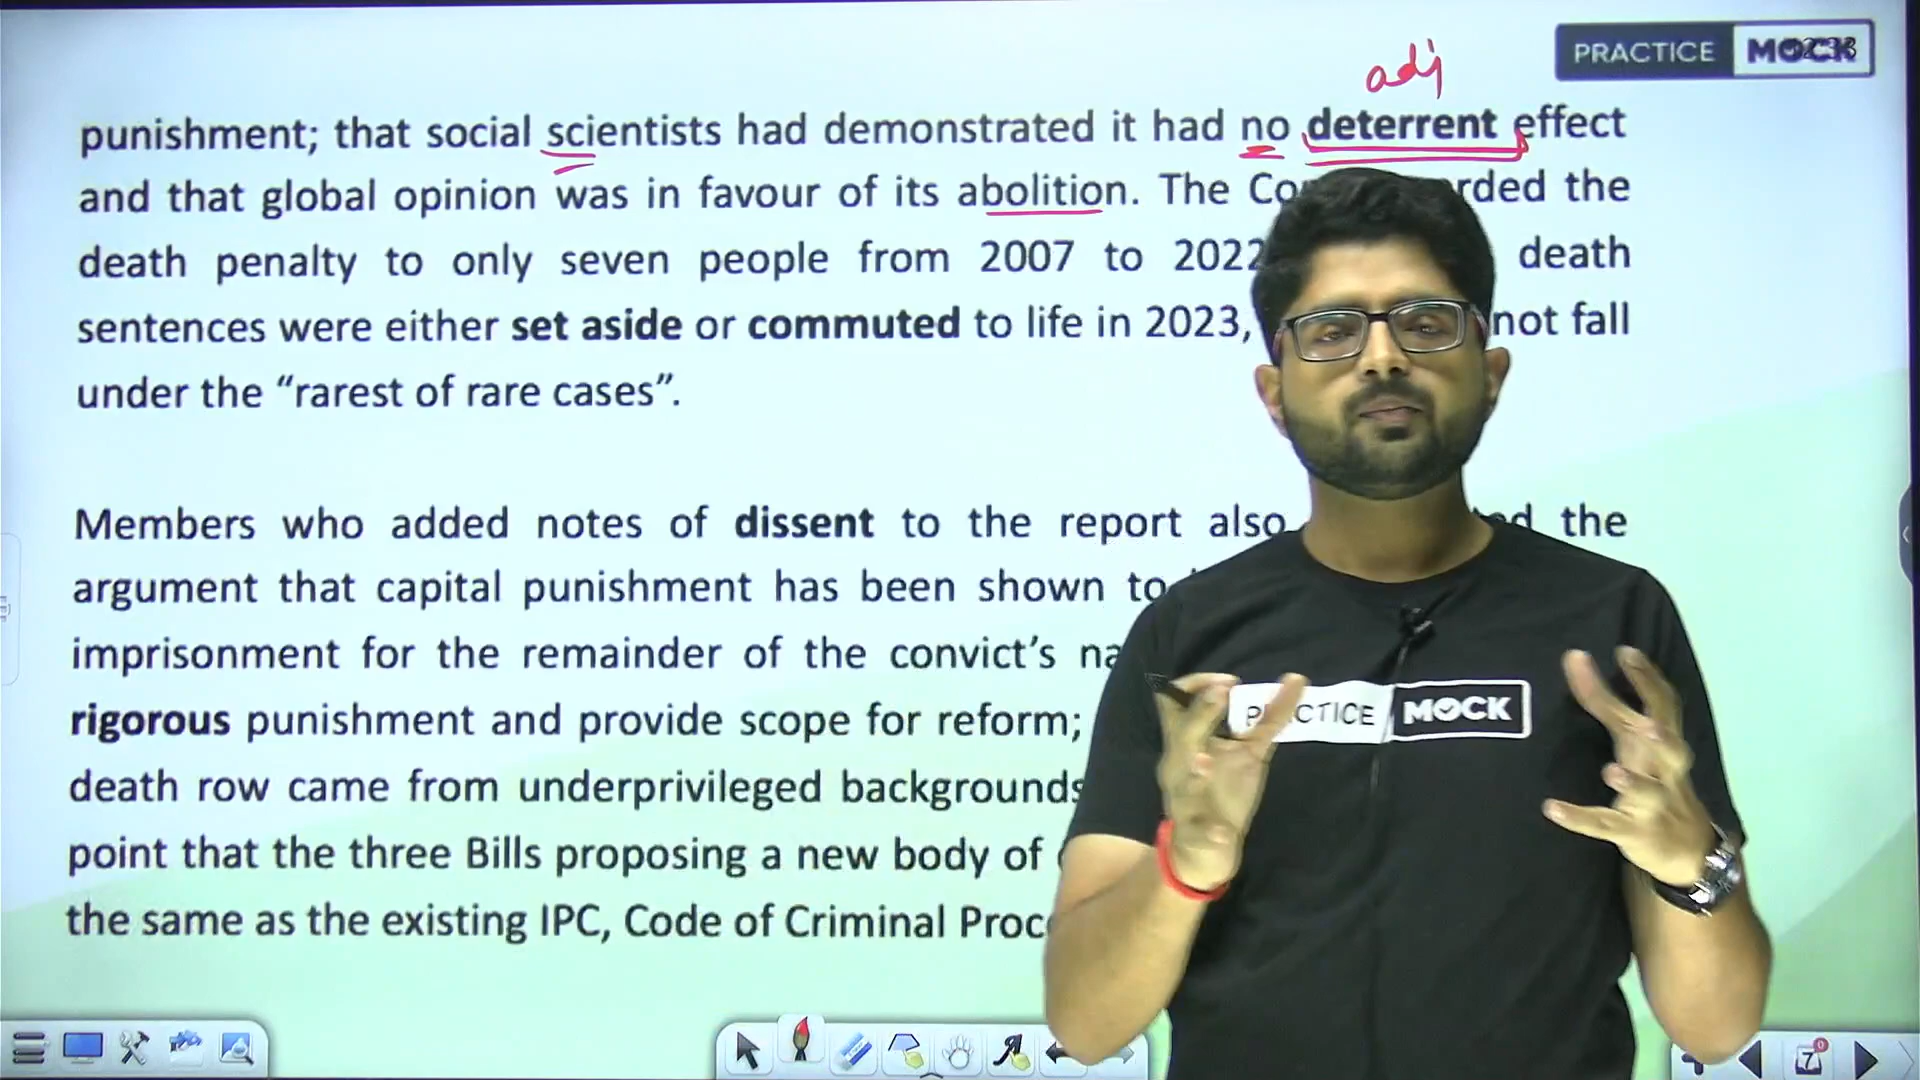 adj
PRACTICE MOCK
punishment; that social scientists had demonstrated it had no deterrent effect
and that global opinion was in favour of its abolition. The the
death penalty to only seven people from 2007 to 2022 death
sentences were either set aside or commuted to life in 2023, not fall
under the “rarest of rare cases”.
Members who added notes of dissent to the report also the
argument that capital punishment has been shown to
imprisonment for the remainder of the convict’s
rigorous punishment and provide scope for reform;
PRACTICE MOCK
death row came from underprivileged backgrounds
point that the three Bills proposing a new body of
the same as the existing IPC, Code of Criminal
7